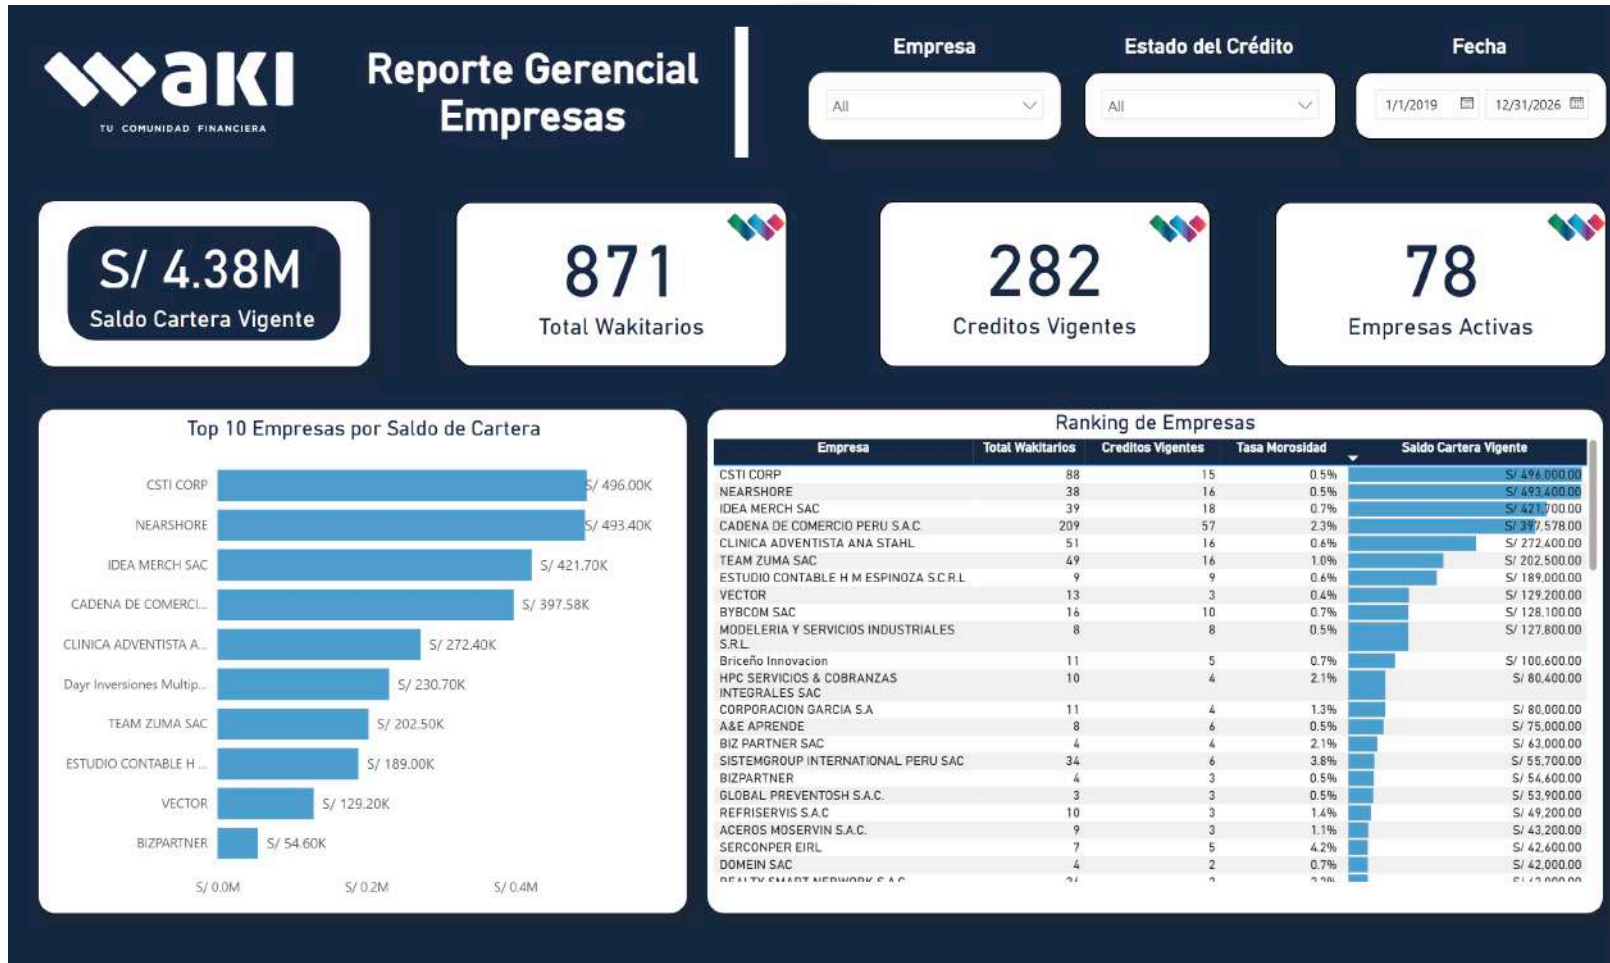 waki
TU COMUNIDAD FINANCIERA
Reporte Gerencial
Empresas
Empresa
All
Estado del Crédito
All
Fecha
1/1/2019
12/31/2026
S/ 4.38M
Saldo Cartera Vigente
871
Total Wakitarios
282
Creditos Vigentes
78
Empresas Activas
Top 10 Empresas por Saldo de Cartera
CSTI CORP S/ 496.00K
NEARSHORE S/ 493.40K
IDEA MERCH SAC S/ 421.70K
CADENA DE COMERCI... S/ 397.58K
CLINICA ADVENTISTA A... S/ 272.40K
Dayr Inversiones Multip... S/ 230.70K
TEAM ZUMA SAC S/ 202.50K
ESTUDIO CONTABLE H ... S/ 189.00K
VECTOR S/ 129.20K
BIZPARTNER S/ 54.60K
S/ 0.0M S/ 0.2M S/ 0.4M
Ranking de Empresas
Empresa Total Wakitarios Creditos Vigentes Tasa Morosidad Saldo Cartera Vigente
CSTI CORP 88 15 0.5% S/ 496,000.00
NEARSHORE 38 16 0.5% S/ 493,400.00
IDEA MERCH SAC 39 18 0.7% S/ 421,700.00
CADENA DE COMERCIO PERU S.A.C. 209 57 2.3% S/ 397,578.00
CLINICA ADVENTISTA ANA STAHL 51 16 0.6% S/ 272,400.00
TEAM ZUMA SAC 49 16 1.0% S/ 202,500.00
ESTUDIO CONTABLE H M ESPINOZA S.C.R.L 9 9 0.6% S/ 189,000.00
VECTOR 13 3 0.4% S/ 129,200.00
BYBCOM SAC 16 10 0.7% S/ 128,100.00
MODELERIA Y SERVICIOS INDUSTRIALES 8 8 0.5% S/ 127,800.00
S.R.L.
Briceño Innovacion 11 5 0.7% S/ 100,600.00
HPC SERVICIOS & COBRANZAS 10 4 2.1% S/ 80,400.00
INTEGRALES SAC
CORPORACION GARCIA S.A 11 4 1.3% S/ 80,000.00
A&E APRENDE 8 6 0.5% S/ 75,000.00
BIZ PARTNER SAC 4 4 2.1% S/ 63,000.00
SISTEMGROUP INTERNATIONAL PERU SAC 34 6 3.8% S/ 55,700.00
BIZPARTNER 4 3 0.5% S/ 54,600.00
GLOBAL PREVENTOSH S.A.C. 3 3 0.5% S/ 53,900.00
REFRISERVIS S.A.C 10 3 1.4% S/ 49,200.00
ACEROS MOSERVIN S.A.C. 9 3 1.1% S/ 43,200.00
SERCONPER EIRL 7 5 4.2% S/ 42,600.00
DOMEIN SAC 4 2 0.7% S/ 42,000.00